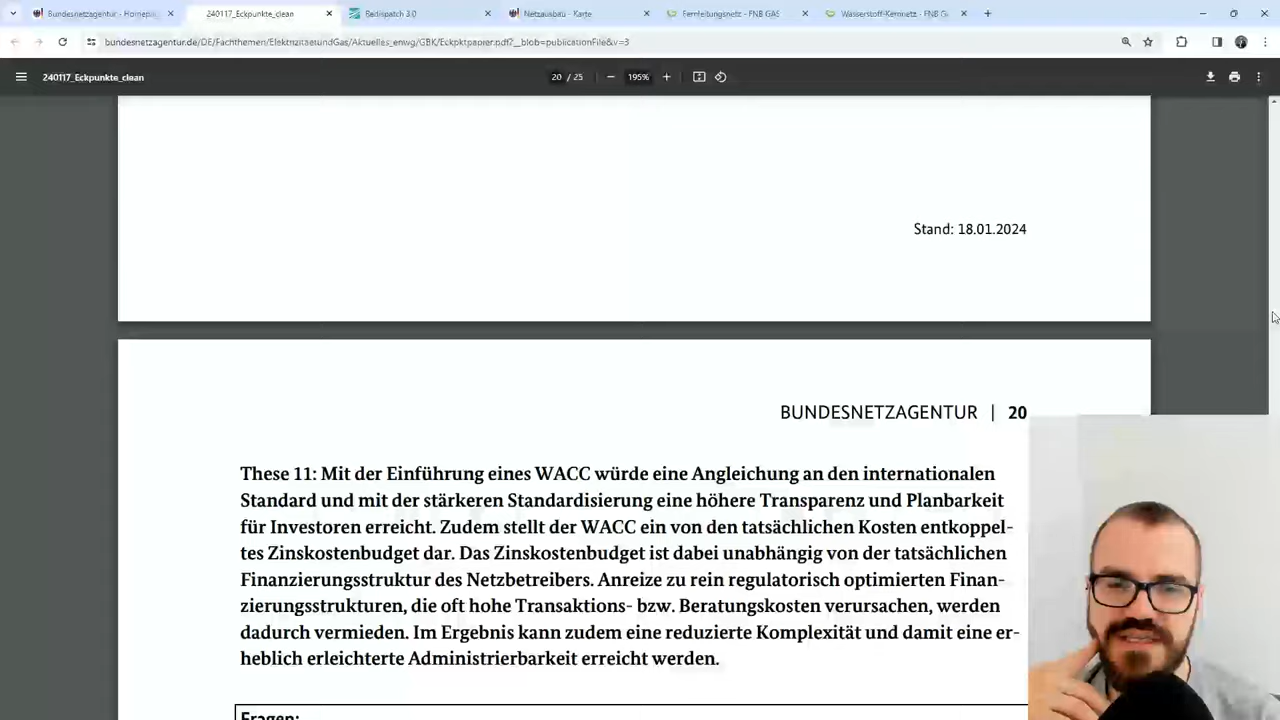 Bundesnetzagentur - Homepa
240117_Eckpunkte_clean
Redispatch 3.0
Netzausbau - Karte
Fernleitungsnetz - FNB GAS
Wasserstoff-Kernnetz - FNB G
bundesnetzagentur.de/DE/Fachthemen/ElektrizitaetundGas/Aktuelles_enwg/GBK/Eckpktpapier.pdf?__blob=publicationFile&v=3
240117_Eckpunkte_clean
20 / 25
195%
Stand: 18.01.2024
BUNDESNETZAGENTUR | 20
These 11: Mit der Einführung eines WACC würde eine Angleichung an den internationalen
Standard und mit der stärkeren Standardisierung eine höhere Transparenz und Planbarkeit
für Investoren erreicht. Zudem stellt der WACC ein von den tatsächlichen Kosten entkoppel-
tes Zinskostenbudget dar. Das Zinskostenbudget ist dabei unabhängig von der tatsächlichen
Finanzierungsstruktur des Netzbetreibers. Anreize zu rein regulatorisch optimierten Finan-
zierungsstrukturen, die oft hohe Transaktions- bzw. Beratungskosten verursachen, werden
dadurch vermieden. Im Ergebnis kann zudem eine reduzierte Komplexität und damit eine er-
heblich erleichterte Administrierbarkeit erreicht werden.
Fragen: